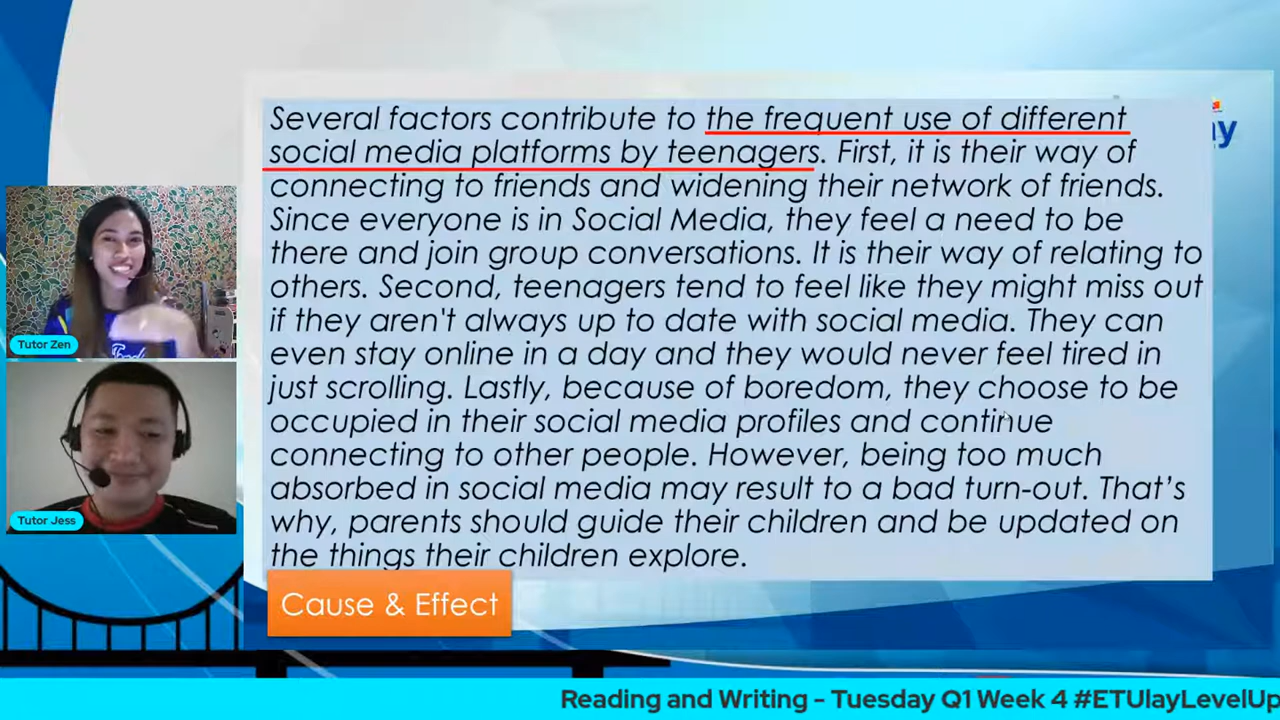 Several factors contribute to the frequent use of different
social media platforms by teenagers. First, it is their way of
connecting to friends and widening their network of friends.
Since everyone is in Social Media, they feel a need to be
there and join group conversations. It is their way of relating to
others. Second, teenagers tend to feel like they might miss out
if they aren't always up to date with social media. They can
even stay online in a day and they would never feel tired in
just scrolling. Lastly, because of boredom, they choose to be
occupied in their social media profiles and continue
connecting to other people. However, being too much
absorbed in social media may result to a bad turn-out. That's
why, parents should guide their children and be updated on
the things their children explore.
Cause & Effect
Tutor Zen
Tutor Jess
Reading and Writing - Tuesday Q1 Week 4 #ETUlayLevelUp